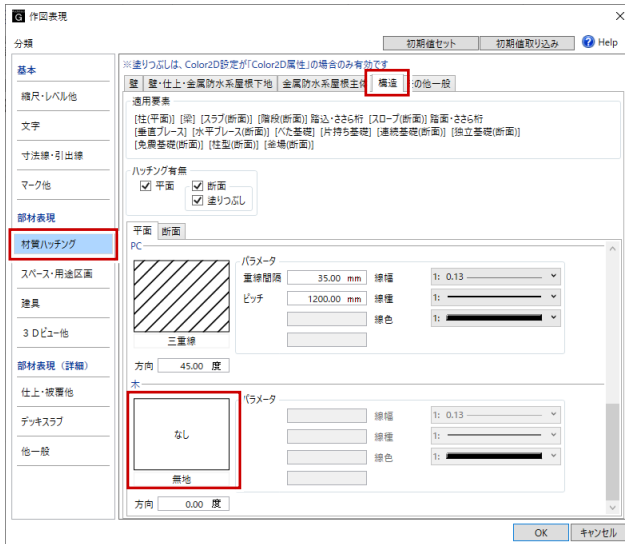 作図表現
分類
初期値セット 初期値取り込み Help
※塗りつぶしは、Color2D設定が「Color2D属性」の場合のみ有効です
基本
縮尺・レベル他
文字
寸法線・引出線
マーク他
部材表現
材質ハッチング
スペース・用途区画
建具
3Dビュー他
部材表現（詳細）
仕上・被覆他
デッキスラブ
他一般
壁 壁・仕上・金属防水系屋根下地 金属防水系屋根主体 構造 その他一般
適用要素
[柱(平面)] [梁] [スラブ(断面)] [階段(断面)] 踏込・ささら桁 [スロープ(断面)] 踏面・ささら桁
[垂直ブレース] [水平ブレース(断面)] [べた基礎] [片持ち基礎] [連続基礎(断面)] [独立基礎(断面)]
[免震基礎(断面)] [柱型(断面)] [釜場(断面)]
ハッチング有無
平面 断面
塗りつぶし
平面 断面
PC
三重線
方向 45.00 度
パラメータ
重線間隔 35.00 mm 線幅 1: 0.13
ピッチ 1200.00 mm 線種 1:
線色 1:
木
なし
無地
方向 0.00 度
パラメータ
線幅 1: 0.13
線種 1:
線色 1:
OK キャンセル